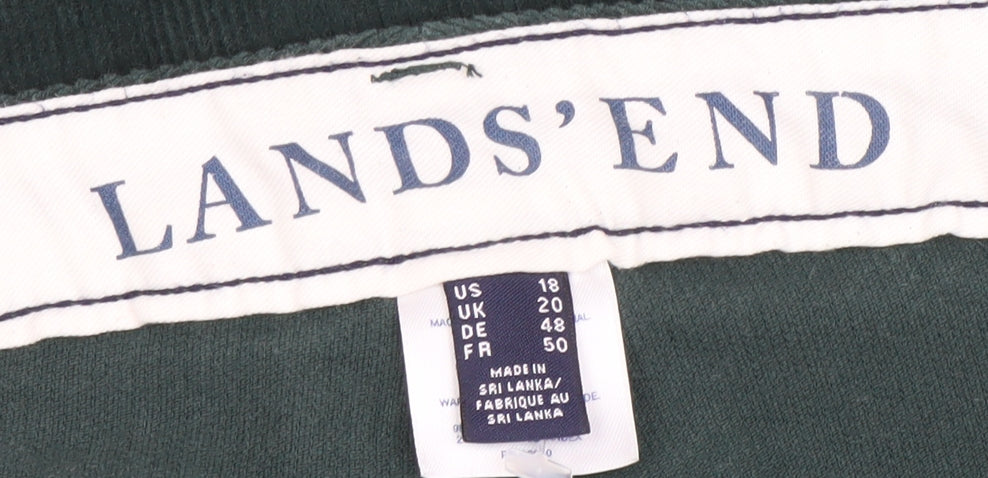 LANDS' END
US 18
UK 20
DE 48
FR 50
MADE IN
SRI LANKA/
FABRIQUE AU
SRI LANKA